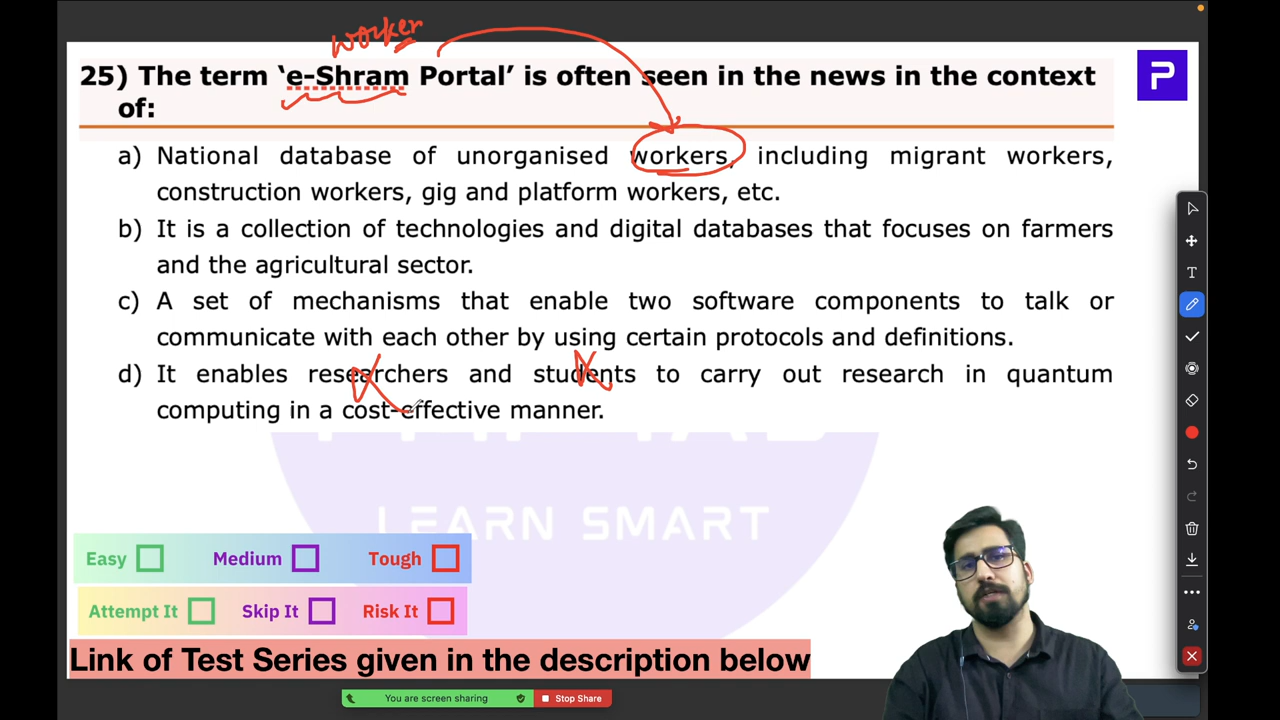 worker
25) The term ‘e-Shram Portal’ is often seen in the news in the context
of:
a) National database of unorganised workers, including migrant workers,
construction workers, gig and platform workers, etc.
b) It is a collection of technologies and digital databases that focuses on farmers
and the agricultural sector.
c) A set of mechanisms that enable two software components to talk or
communicate with each other by using certain protocols and definitions.
d) It enables researchers and students to carry out research in quantum
computing in a cost-effective manner.
LEARN SMART
Easy Medium Tough
Attempt It Skip It Risk It
Link of Test Series given in the description below
You are screen sharing Stop Share